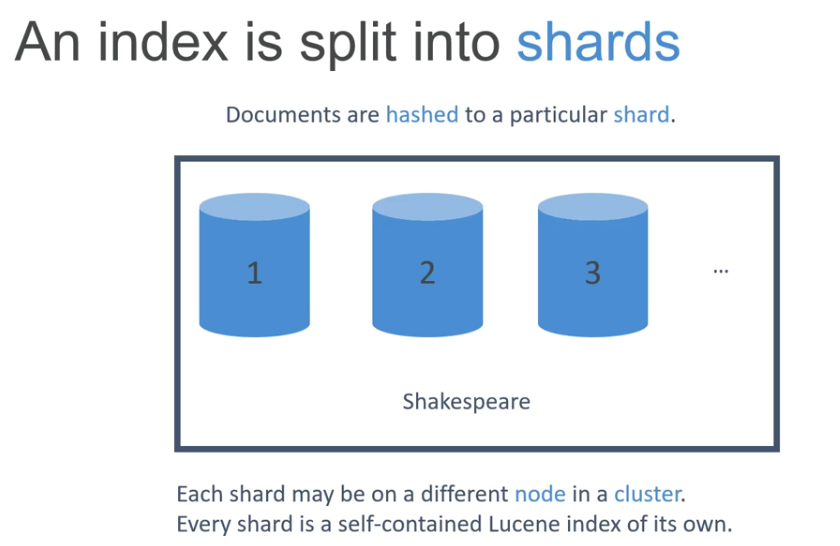 An index is split into shards
Documents are hashed to a particular shard.
1
2
3
...
Shakespeare
Each shard may be on a different node in a cluster.
Every shard is a self-contained Lucene index of its own.